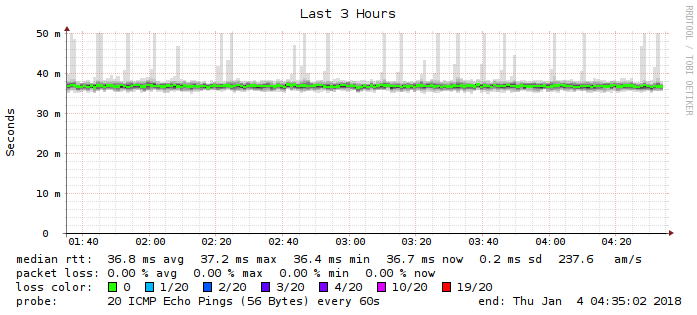 Last 3 Hours
RRDTOOL / TOBI OETIKER
Seconds
50 m
40 m
30 m
20 m
10 m
0
01:40 02:00 02:20 02:40 03:00 03:20 03:40 04:00 04:20
median rtt: 36.8 ms avg 37.2 ms max 36.4 ms min 36.7 ms now 0.2 ms sd 237.6 am/s
packet loss: 0.00 % avg 0.00 % max 0.00 % min 0.00 % now
loss color: 0 1/20 2/20 3/20 4/20 10/20 19/20
probe: 20 ICMP Echo Pings (56 Bytes) every 60s end: Thu Jan 4 04:35:02 2018